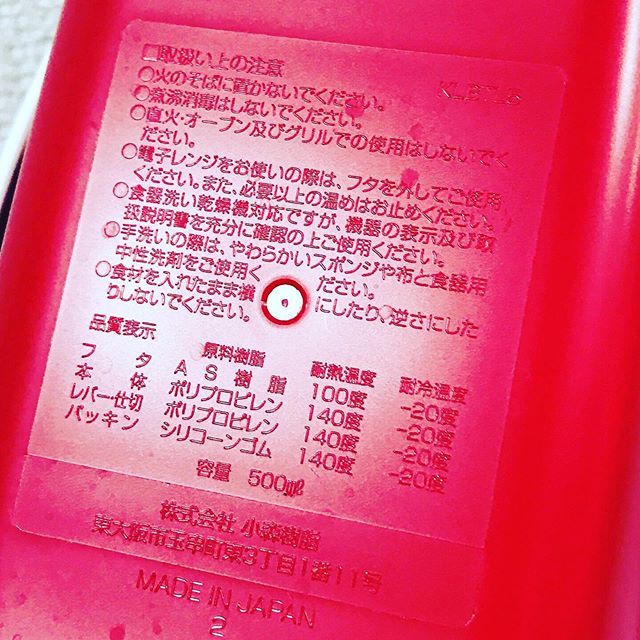 ■取扱い上の注意
KLBTL5
○火のそばに置かないでください。
○煮沸消毒はしないでください。
○直火・オーブン及びグリルでの使用はしないでく
ださい。
○電子レンジをお使いの際は、フタを外してご使用
ください。また、必要以上の温めはお止めください。
○食器洗い乾燥機対応ですが、機器の表示及び取
扱説明書を充分に確認の上ご使用ください。
○手洗いの際は、やわらかいスポンジや布と食器用
中性洗剤をご使用ください。
○食材を入れたまま横にしたり、逆さにした
りしないでください。
品質表示
原料樹脂 耐熱温度 耐冷温度
フタ AS樹脂 100度 -20度
本体 ポリプロピレン 140度 -20度
レバー・仕切 ポリプロピレン 140度 -20度
パッキン シリコーンゴム 140度 -20度
容量 500㎖
株式会社 小森樹脂
東大阪市玉串町東3丁目1番11号
MADE IN JAPAN
2